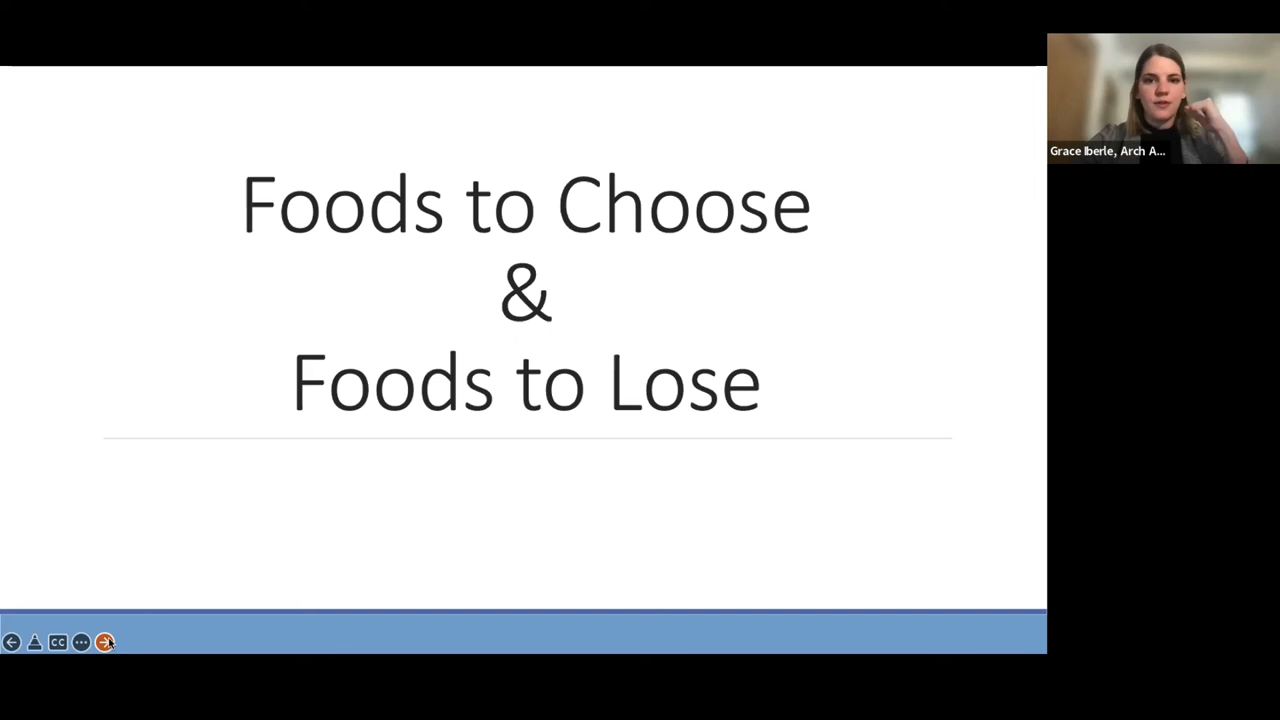 Foods to Choose
&
Foods to Lose
Grace Iberle, Arch A...
CC